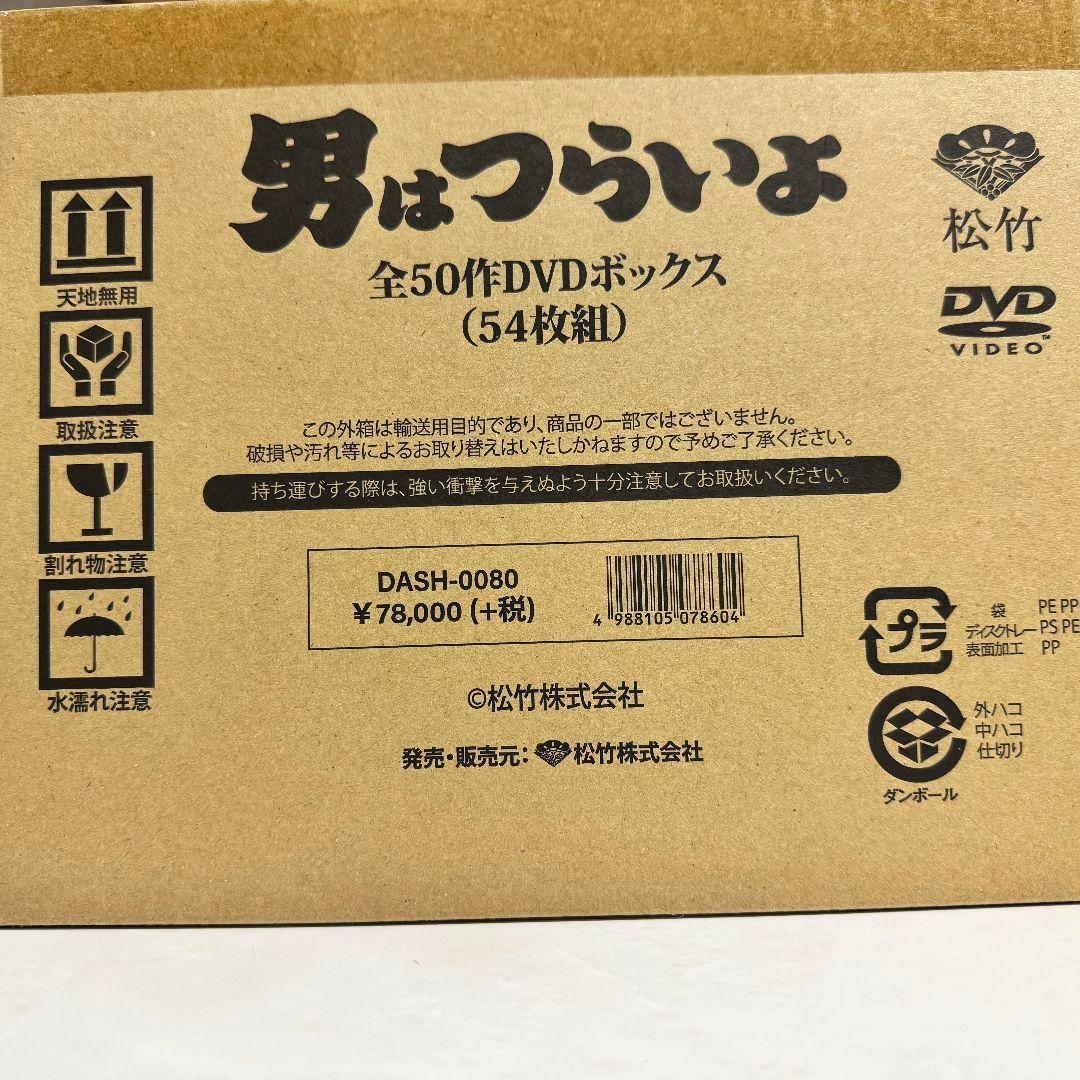 男はつらいよ
全50作DVDボックス
(54枚組)
松竹
DVD
VIDEO™
天地無用
取扱注意
割れ物注意
水濡れ注意
この外箱は輸送用目的であり、商品の一部ではございません。
破損や汚れ等によるお取り替えはいたしかねますので予めご了承ください。
持ち運びする際は、強い衝撃を与えぬよう十分注意してお取扱いください。
DASH-0080
¥78,000 (+税)
4 988105 078604
©松竹株式会社
発売・販売元: 松竹株式会社
プラ
袋 PE PP
ディスクトレー PS PE
表面加工 PP
外ハコ
中ハコ
仕切り
ダンボール